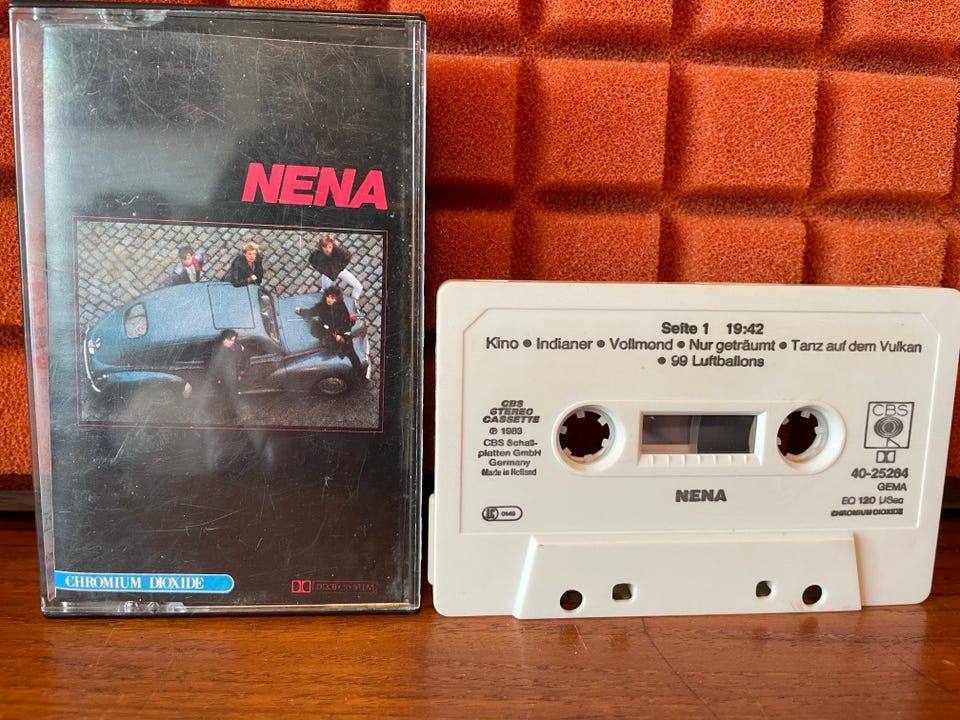 NENA
CHROMIUM DIOXIDE
DOLBY SYSTEM
Seite 1 19:42
Kino • Indianer • Vollmond • Nur geträumt • Tanz auf dem Vulkan
• 99 Luftballons
CBS
STEREO
CASSETTE
℗ 1983
CBS Schall-
platten GmbH
Germany
Made in Holland
CBS
40-25264
GEMA
EQ 120 µSec
CHROMIUM DIOXIDE
NENA